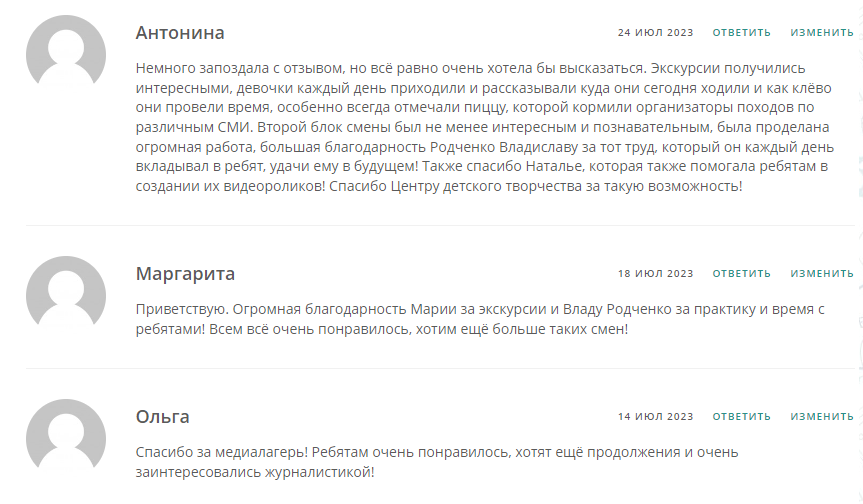 Антонина 24 ИЮЛ 2023 ОТВЕТИТЬ ИЗМЕНИТЬ
Немного запоздала с отзывом, но всё равно очень хотела бы высказаться. Экскурсии получились
интересными, девочки каждый день приходили и рассказывали куда они сегодня ходили и как клёво
они провели время, особенно всегда отмечали пиццу, которой кормили организаторы походов по
различным СМИ. Второй блок смены был не менее интересным и познавательным, была проделана
огромная работа, большая благодарность Родченко Владиславу за тот труд, который он каждый день
вкладывал в ребят, удачи ему в будущем! Также спасибо Наталье, которая также помогала ребятам в
создании их видеороликов! Спасибо Центру детского творчества за такую возможность!
Маргарита 18 ИЮЛ 2023 ОТВЕТИТЬ ИЗМЕНИТЬ
Приветствую. Огромная благодарность Марии за экскурсии и Владу Родченко за практику и время с
ребятами! Всем всё очень понравилось, хотим ещё больше таких смен!
Ольга 14 ИЮЛ 2023 ОТВЕТИТЬ ИЗМЕНИТЬ
Спасибо за медиалагерь! Ребятам очень понравилось, хотят ещё продолжения и очень
заинтересовались журналистикой!